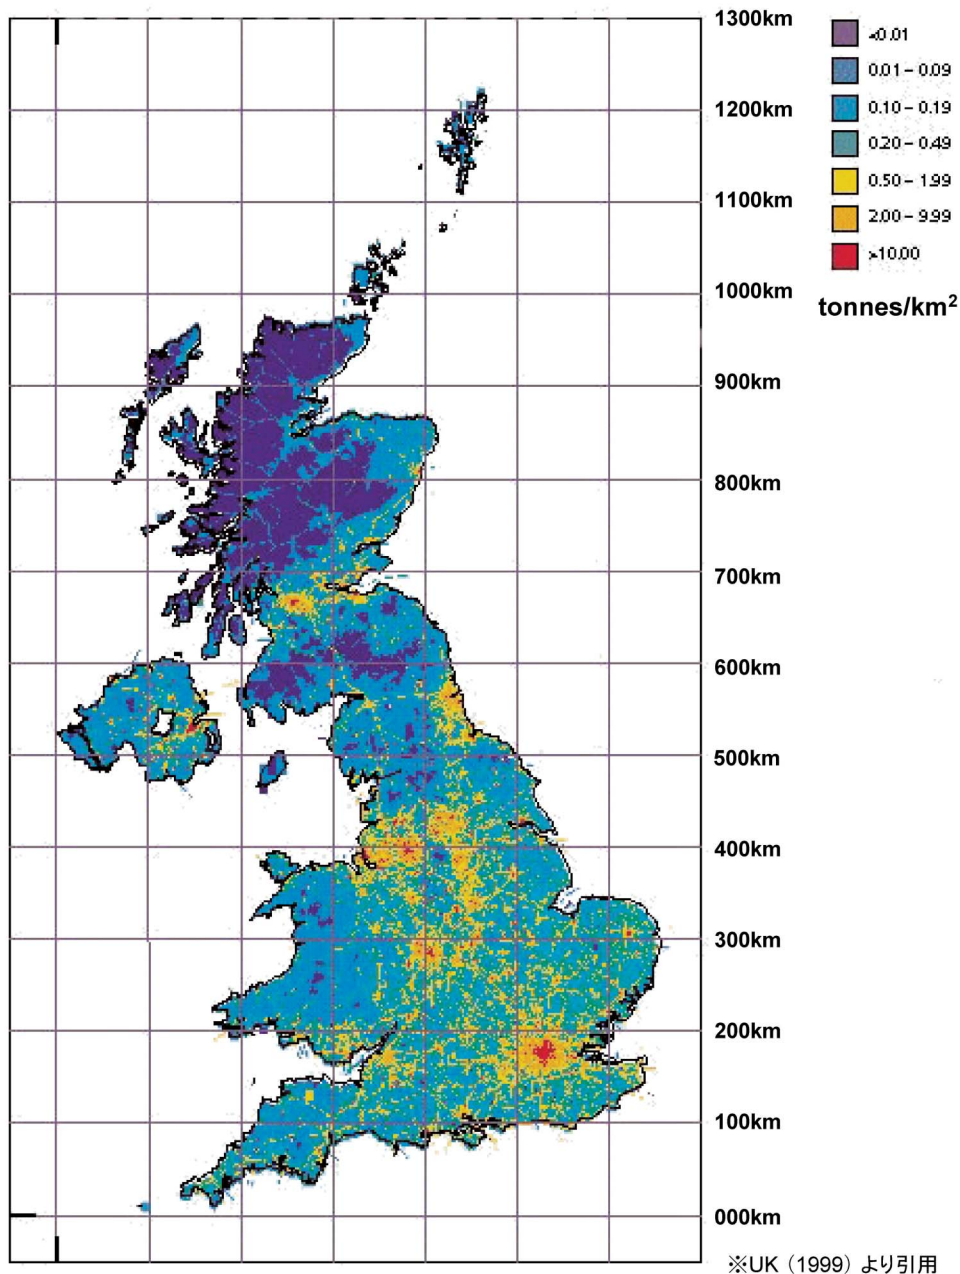 1300km
1200km
1100km
1000km
900km
800km
700km
600km
500km
400km
300km
200km
100km
000km
<0.01
0.01 – 0.09
0.10 – 0.19
0.20 – 0.49
0.50 – 1.99
2.00 – 9.99
>10.00
tonnes/km²
※UK（1999）より引用